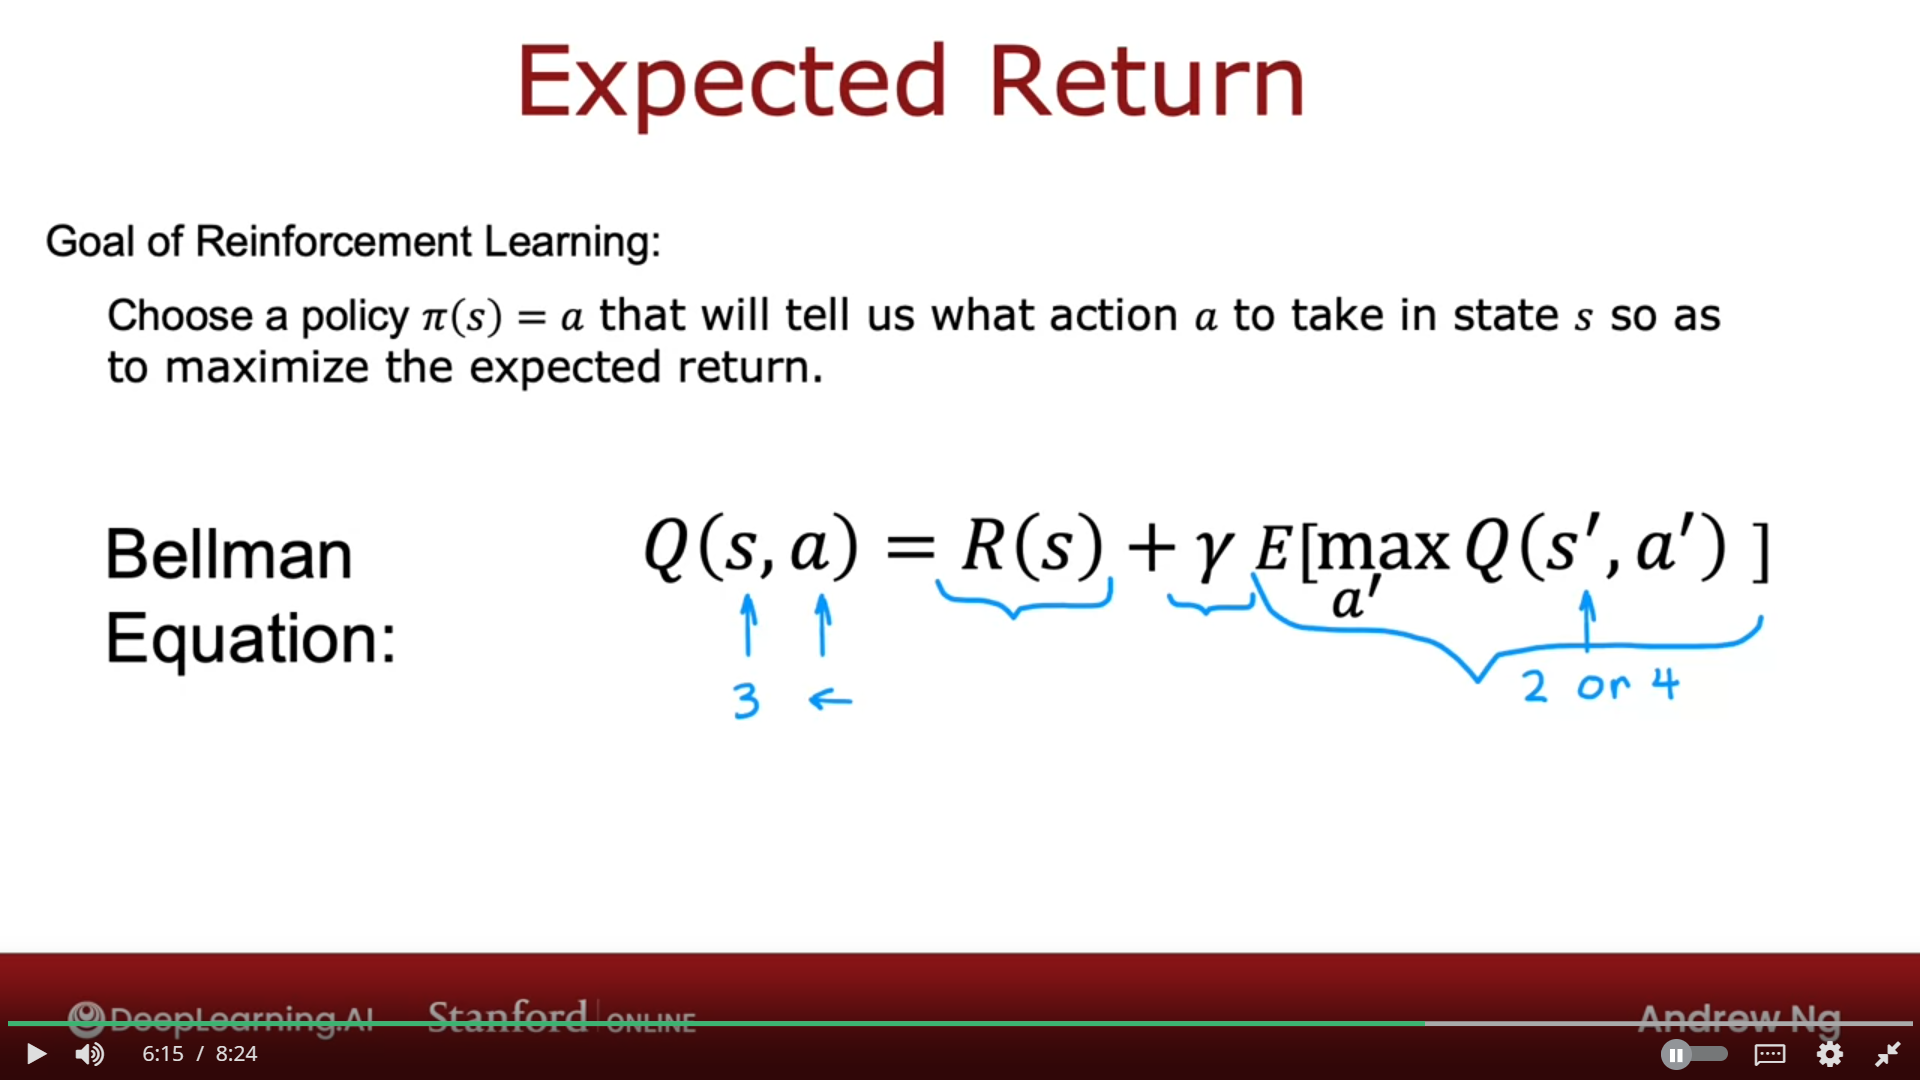 Expected Return
Goal of Reinforcement Learning:
Choose a policy π(s) = a that will tell us what action a to take in state s so as
to maximize the expected return.
Bellman
Equation:
Q(s, a) = R(s) + γ E[max Q(s′, a′) ]
a′
3 ← 2 or 4
DeepLearning.AI Stanford ONLINE Andrew Ng
6:15 / 8:24